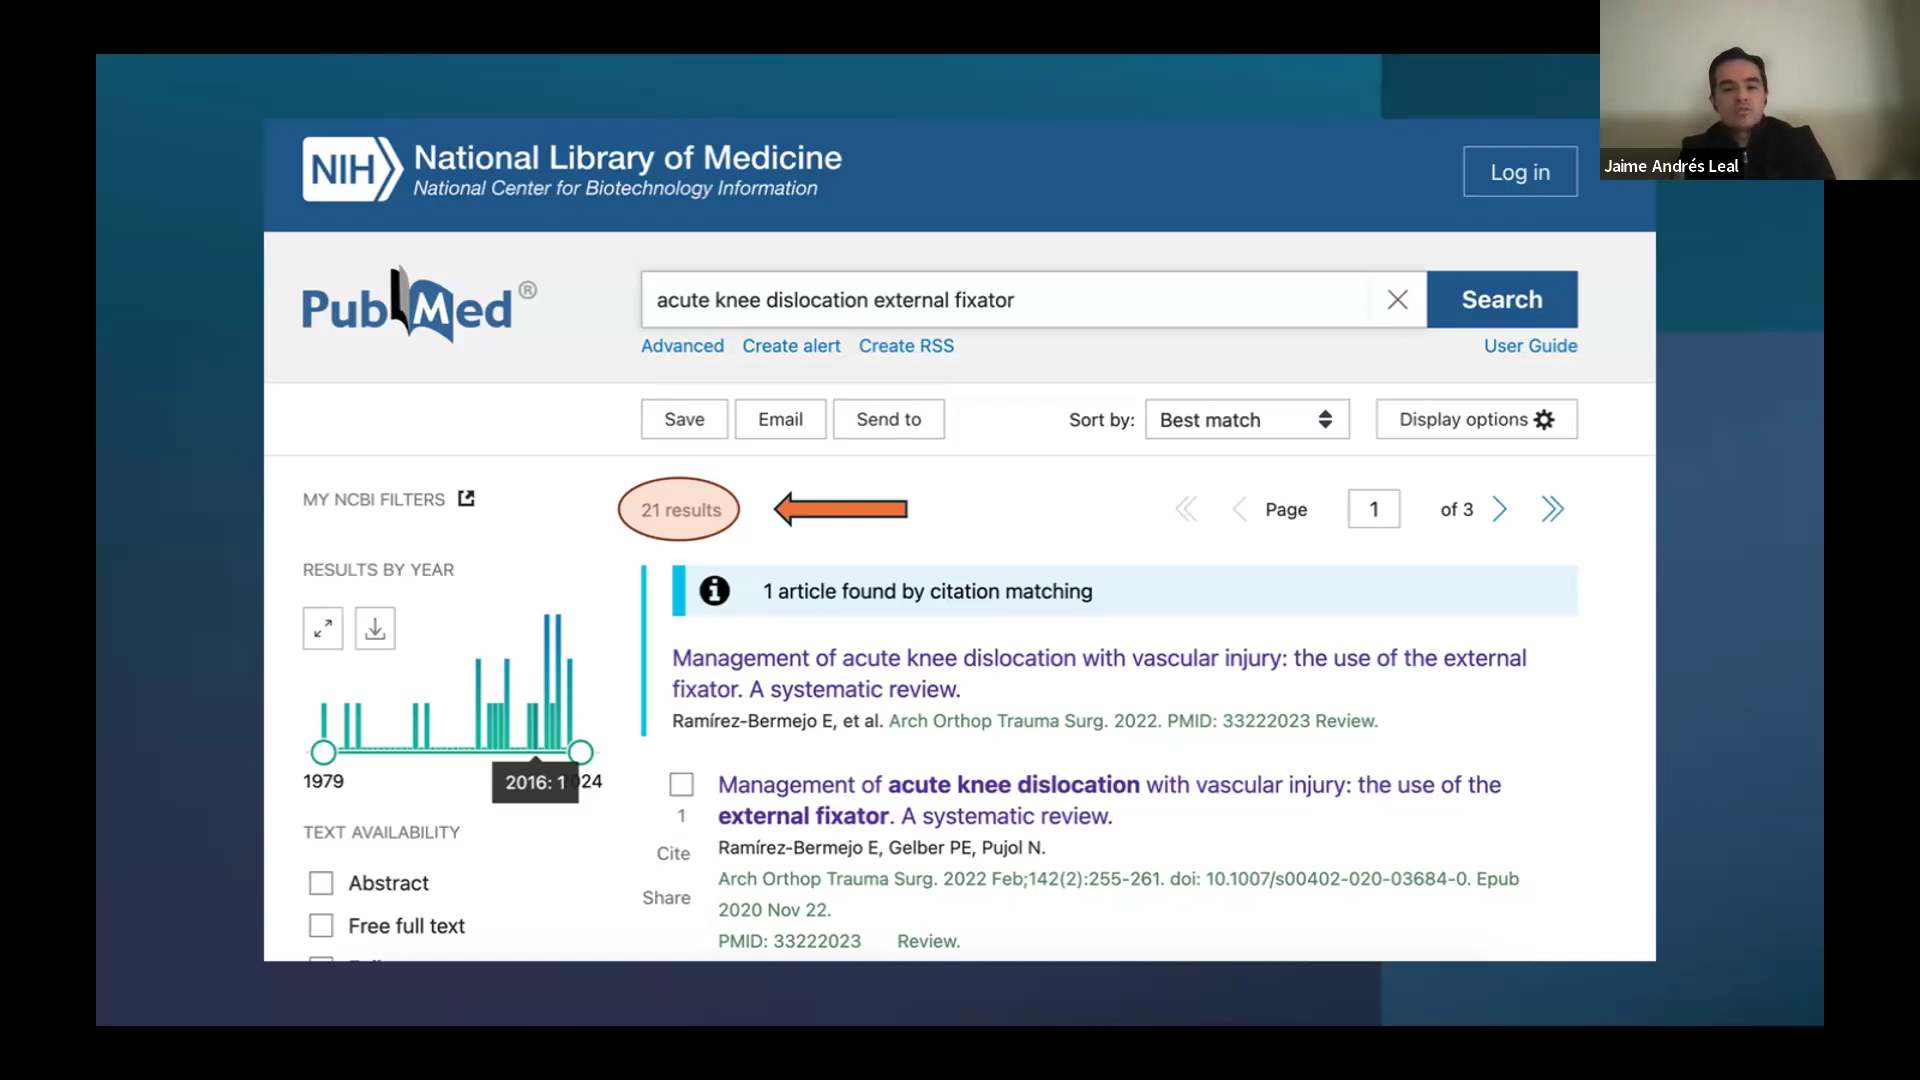 NIH National Library of Medicine
National Center for Biotechnology Information
Log in
Jaime Andrés Leal
PubMed®
acute knee dislocation external fixator
Search
Advanced Create alert Create RSS
User Guide
Save Email Send to
Sort by: Best match
Display options
MY NCBI FILTERS
21 results
Page 1 of 3
RESULTS BY YEAR
1979
2016: 1
024
TEXT AVAILABILITY
Abstract
Free full text
1 article found by citation matching
Management of acute knee dislocation with vascular injury: the use of the external
fixator. A systematic review.
Ramírez-Bermejo E, et al. Arch Orthop Trauma Surg. 2022. PMID: 33222023 Review.
Management of acute knee dislocation with vascular injury: the use of the
external fixator. A systematic review.
1
Cite
Share
Ramírez-Bermejo E, Gelber PE, Pujol N.
Arch Orthop Trauma Surg. 2022 Feb;142(2):255-261. doi: 10.1007/s00402-020-03684-0. Epub
2020 Nov 22.
PMID: 33222023 Review.